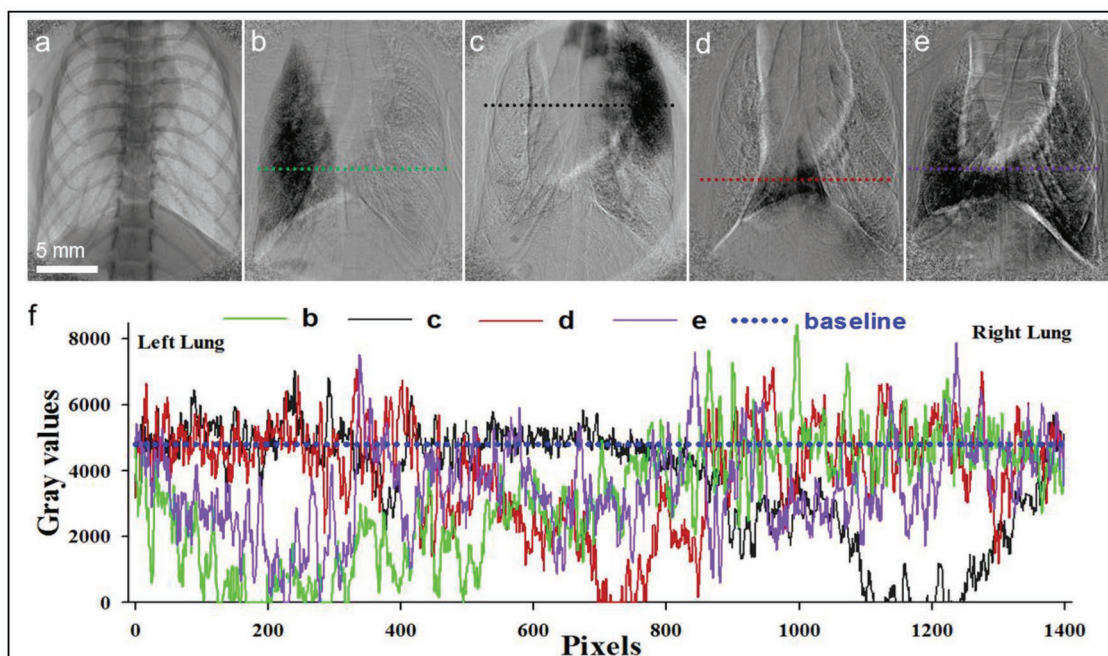 a b c d e
5 mm
f b c d e baseline
8000 Left Lung Right Lung
6000
4000
2000
0
Gray values
0 200 400 600 800 1000 1200 1400
Pixels